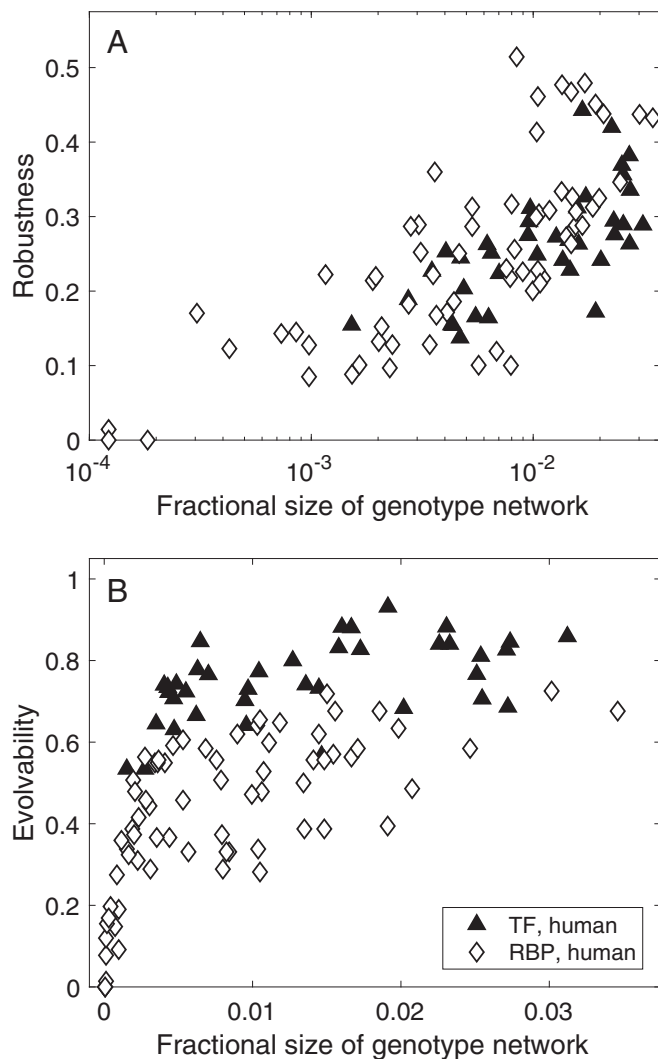 A
0.5
0.4
0.3
0.2
0.1
0
Robustness
10^-4
10^-3
10^-2
Fractional size of genotype network
B
1
0.8
0.6
0.4
0.2
0
Evolvability
TF, human
RBP, human
0
0.01
0.02
0.03
Fractional size of genotype network